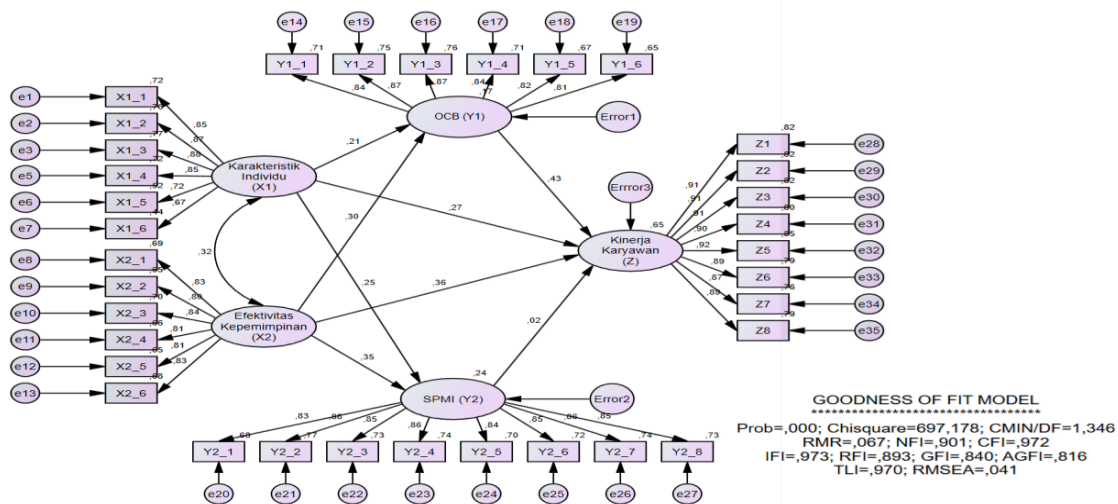 e14 e15 e16 e17 e18 e19
,71 ,75 ,76 ,71 ,67 ,65
Y1_1 Y1_2 Y1_3 Y1_4 Y1_5 Y1_6
,84 ,87 ,87 ,84 ,82 ,81
,17
OCB (Y1)
Error1
e1 X1_1 ,72
e2 X1_2
e3 X1_3 ,77
e5 X1_4 ,72
e6 X1_5
e7 X1_6 ,44
,85
,87
,88
,85
,72
,67
Karakteristik
Individu
(X1)
,21
,30
,27
,25
,32
,43
,36
,35
,02
e8 X2_1 ,69
e9 X2_2
e10 X2_3 ,70
e11 X2_4 ,66
e12 X2_5
e13 X2_6 ,68
,83
,84
,81
,81
,83
Efektivitas
Kepemimpinan
(X2)
Errror3
,65
Kinerja
Karyawan
(Z)
,91
,91
,91
,90
,92
,89
,87
,89
,82
Z1 e28
,82
Z2 e29
,82
Z3 e30
Z4 e31
Z5 e32
,79
Z6 e33
,76
Z7 e34
,79
Z8 e35
,24
SPMI (Y2)
Error2
,83 ,85 ,86 ,84 ,85 ,86 ,85
,77 ,73 ,74 ,70 ,72 ,74 ,73
Y2_1 Y2_2 Y2_3 Y2_4 Y2_5 Y2_6 Y2_7 Y2_8
e20 e21 e22 e23 e24 e25 e26 e27
GOODNESS OF FIT MODEL
********************************
Prob=,000; Chisquare=697,178; CMIN/DF=1,346
RMR=,067; NFI=,901; CFI=,972
IFI=,973; RFI=,893; GFI=,840; AGFI=,816
TLI=,970; RMSEA=,041